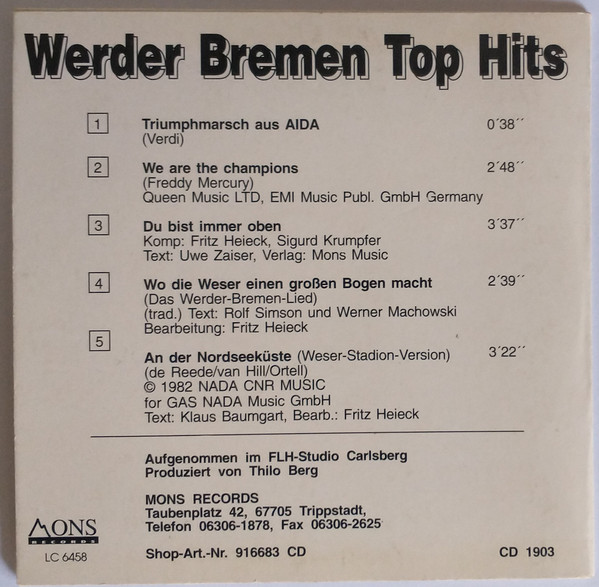 Werder Bremen Top Hits
1 Triumphmarsch aus AIDA 0´38´´
(Verdi)
2 We are the champions 2´48´´
(Freddy Mercury)
Queen Music LTD, EMI Music Publ. GmbH Germany
3 Du bist immer oben 3´37´´
Komp: Fritz Heieck, Sigurd Krumpfer
Text: Uwe Zaiser, Verlag: Mons Music
4 Wo die Weser einen großen Bogen macht 2´39´´
(Das Werder-Bremen-Lied)
(trad.) Text: Rolf Simson und Werner Machowski
Bearbeitung: Fritz Heieck
5 An der Nordseeküste (Weser-Stadion-Version) 3´22´´
(de Reede/van Hill/Ortell)
© 1982 NADA CNR MUSIC
for GAS NADA Music GmbH
Text: Klaus Baumgart, Bearb.: Fritz Heieck
Aufgenommen im FLH-Studio Carlsberg
Produziert von Thilo Berg
MONS RECORDS
Taubenplatz 42, 67705 Trippstadt,
Telefon 06306-1878, Fax 06306-2625
MONS
RECORDS
LC 6458
Shop-Art.-Nr. 916683 CD
CD 1903